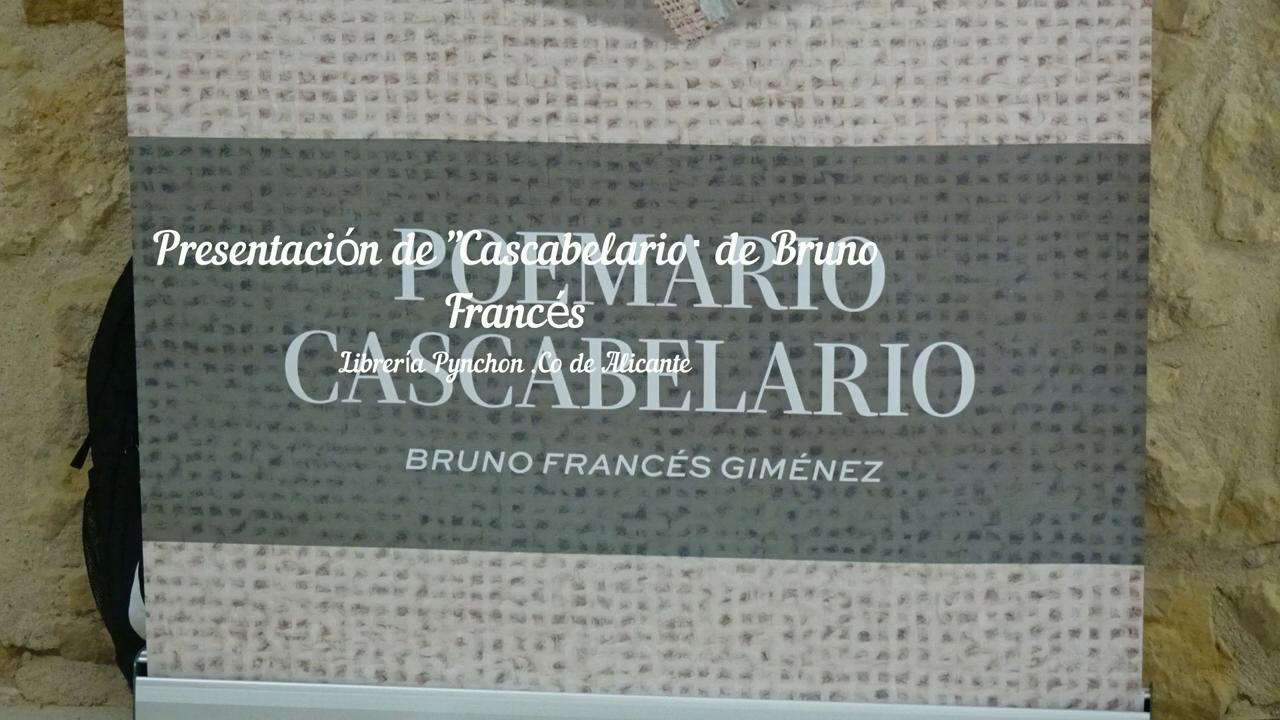 Presentación de "Cascabelario" de Bruno
Francés
Librería Pynchon .Co de Alicante
POEMARIO
CASCABELARIO
BRUNO FRANCÉS GIMÉNEZ